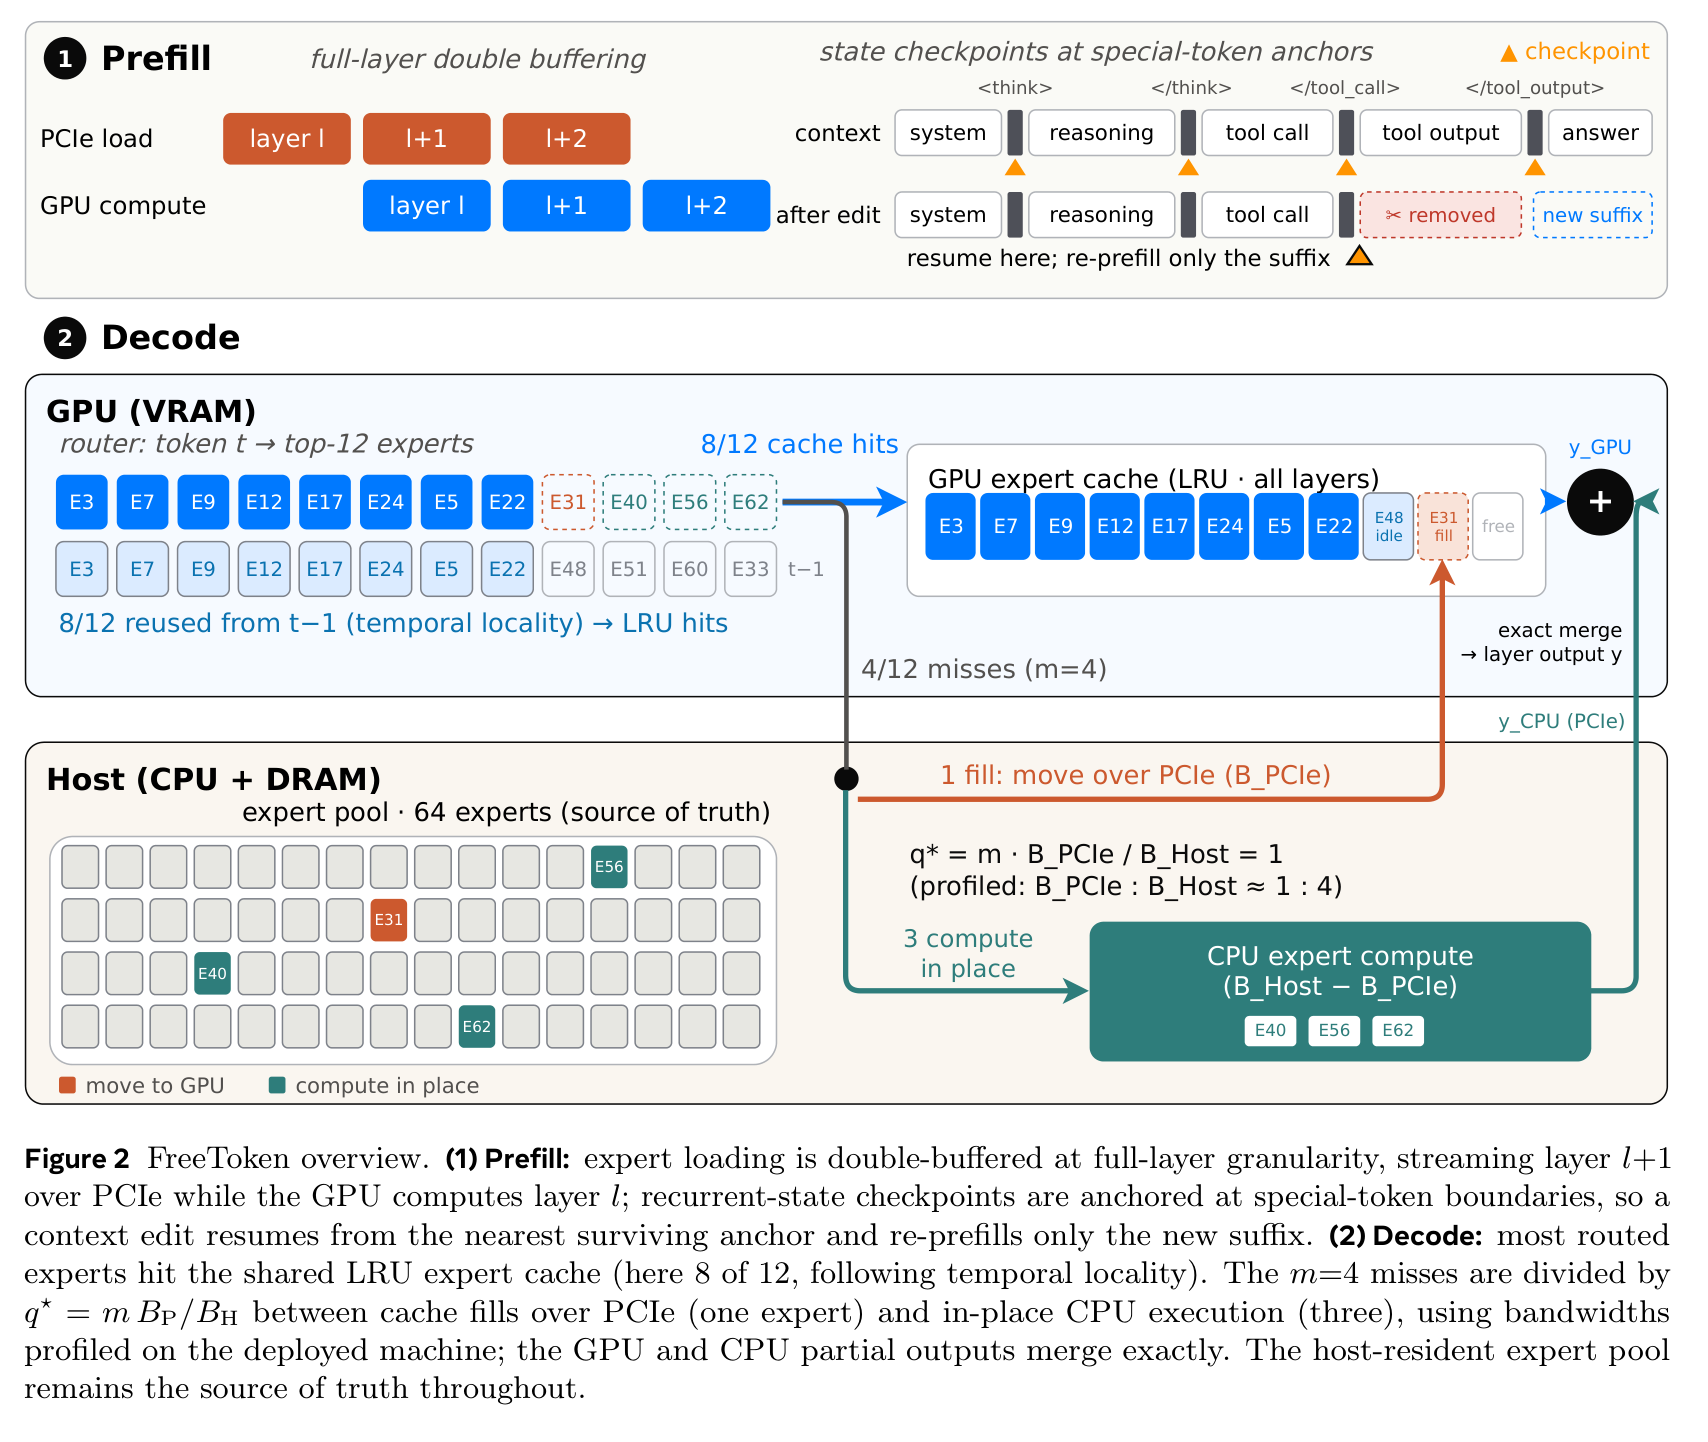 1 Prefill
full-layer double buffering
PCIe load
layer l
l+1
l+2
GPU compute
layer l
l+1
l+2
state checkpoints at special-token anchors
▲ checkpoint
<think>
</think>
</tool_call>
</tool_output>
context
system
reasoning
tool call
tool output
answer
after edit
system
reasoning
tool call
✂ removed
new suffix
resume here; re-prefill only the suffix
2 Decode
GPU (VRAM)
router: token t → top-12 experts
E3 E7 E9 E12 E17 E24 E5 E22 E31 E40 E56 E62
E3 E7 E9 E12 E17 E24 E5 E22 E48 E51 E60 E33 t−1
8/12 reused from t−1 (temporal locality) → LRU hits
8/12 cache hits
GPU expert cache (LRU · all layers)
E3 E7 E9 E12 E17 E24 E5 E22
E48
idle
E31
fill
free
y_GPU
+
exact merge
→ layer output y
4/12 misses (m=4)
y_CPU (PCIe)
Host (CPU + DRAM)
expert pool · 64 experts (source of truth)
E56
E31
E40
E62
move to GPU
compute in place
1 fill: move over PCIe (B_PCIe)
q* = m · B_PCIe / B_Host = 1
(profiled: B_PCIe : B_Host ≈ 1 : 4)
3 compute
in place
CPU expert compute
(B_Host − B_PCIe)
E40 E56 E62
Figure 2 FreeToken overview. (1) Prefill: expert loading is double-buffered at full-layer granularity, streaming layer l+1
over PCIe while the GPU computes layer l; recurrent-state checkpoints are anchored at special-token boundaries, so a
context edit resumes from the nearest surviving anchor and re-prefills only the new suffix. (2) Decode: most routed
experts hit the shared LRU expert cache (here 8 of 12, following temporal locality). The m=4 misses are divided by
q⋆ = m B_P/B_H between cache fills over PCIe (one expert) and in-place CPU execution (three), using bandwidths
profiled on the deployed machine; the GPU and CPU partial outputs merge exactly. The host-resident expert pool
remains the source of truth throughout.